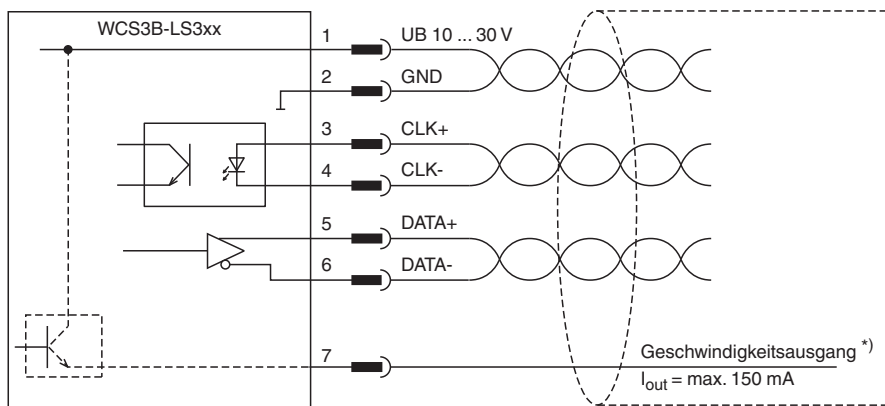 WCS3B-LS3xx
1 UB 10 ... 30 V
2 GND
3 CLK+
4 CLK-
5 DATA+
6 DATA-
7 Geschwindigkeitsausgang *)
Iout = max. 150 mA